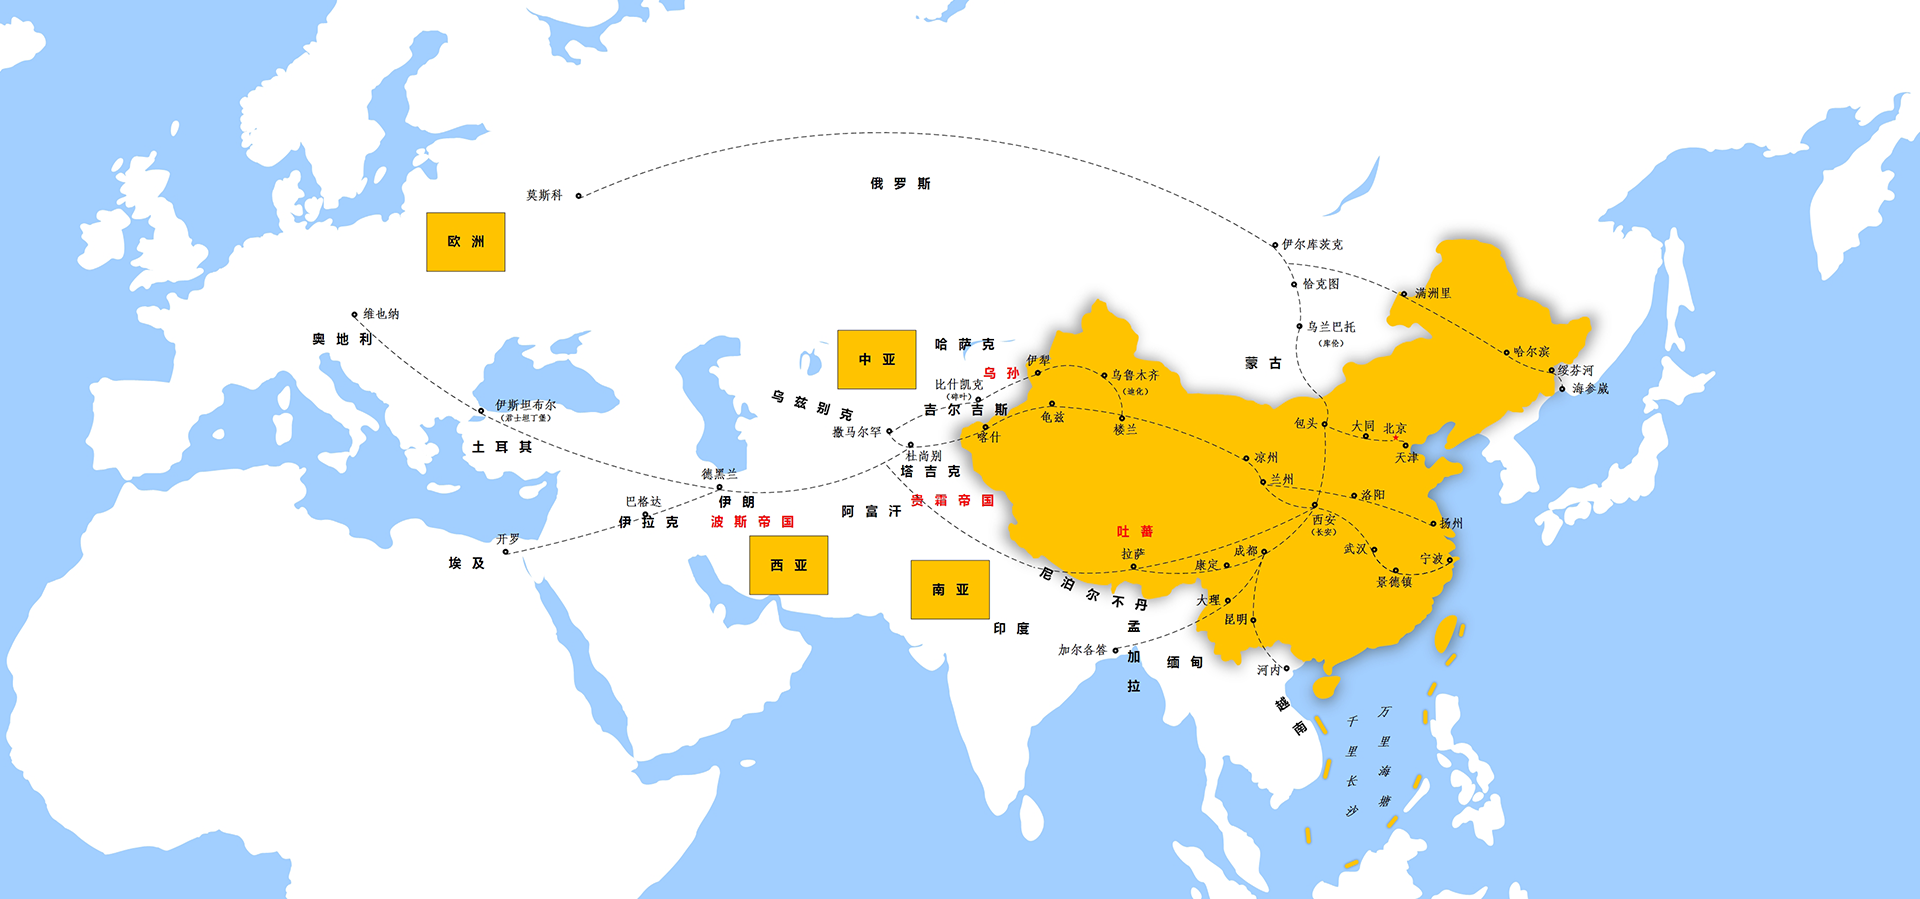 莫斯科
俄罗斯
欧洲
伊尔库茨克
恰克图
满洲里
维也纳
奥地利
乌兰巴托
（库伦）
蒙古
哈尔滨
绥芬河
海参崴
中亚
哈萨克
伊犁
乌孙
乌鲁木齐
（迪化）
比什凯克
（碎叶）
乌兹别克
吉尔吉斯
龟兹
楼兰
伊斯坦布尔
（君士坦丁堡）
土耳其
撒马尔罕
喀什
杜尚别
塔吉克
包头
大同
北京
天津
凉州
兰州
洛阳
德黑兰
伊朗
巴格达
伊拉克
波斯帝国
阿富汗
贵霜帝国
西安
（长安）
扬州
吐蕃
拉萨
成都
康定
武汉
宁波
景德镇
开罗
埃及
西亚
南亚
尼泊尔
不丹
大理
昆明
印度
孟加拉
加尔各答
缅甸
河内
越南
千里长沙
万里海塘